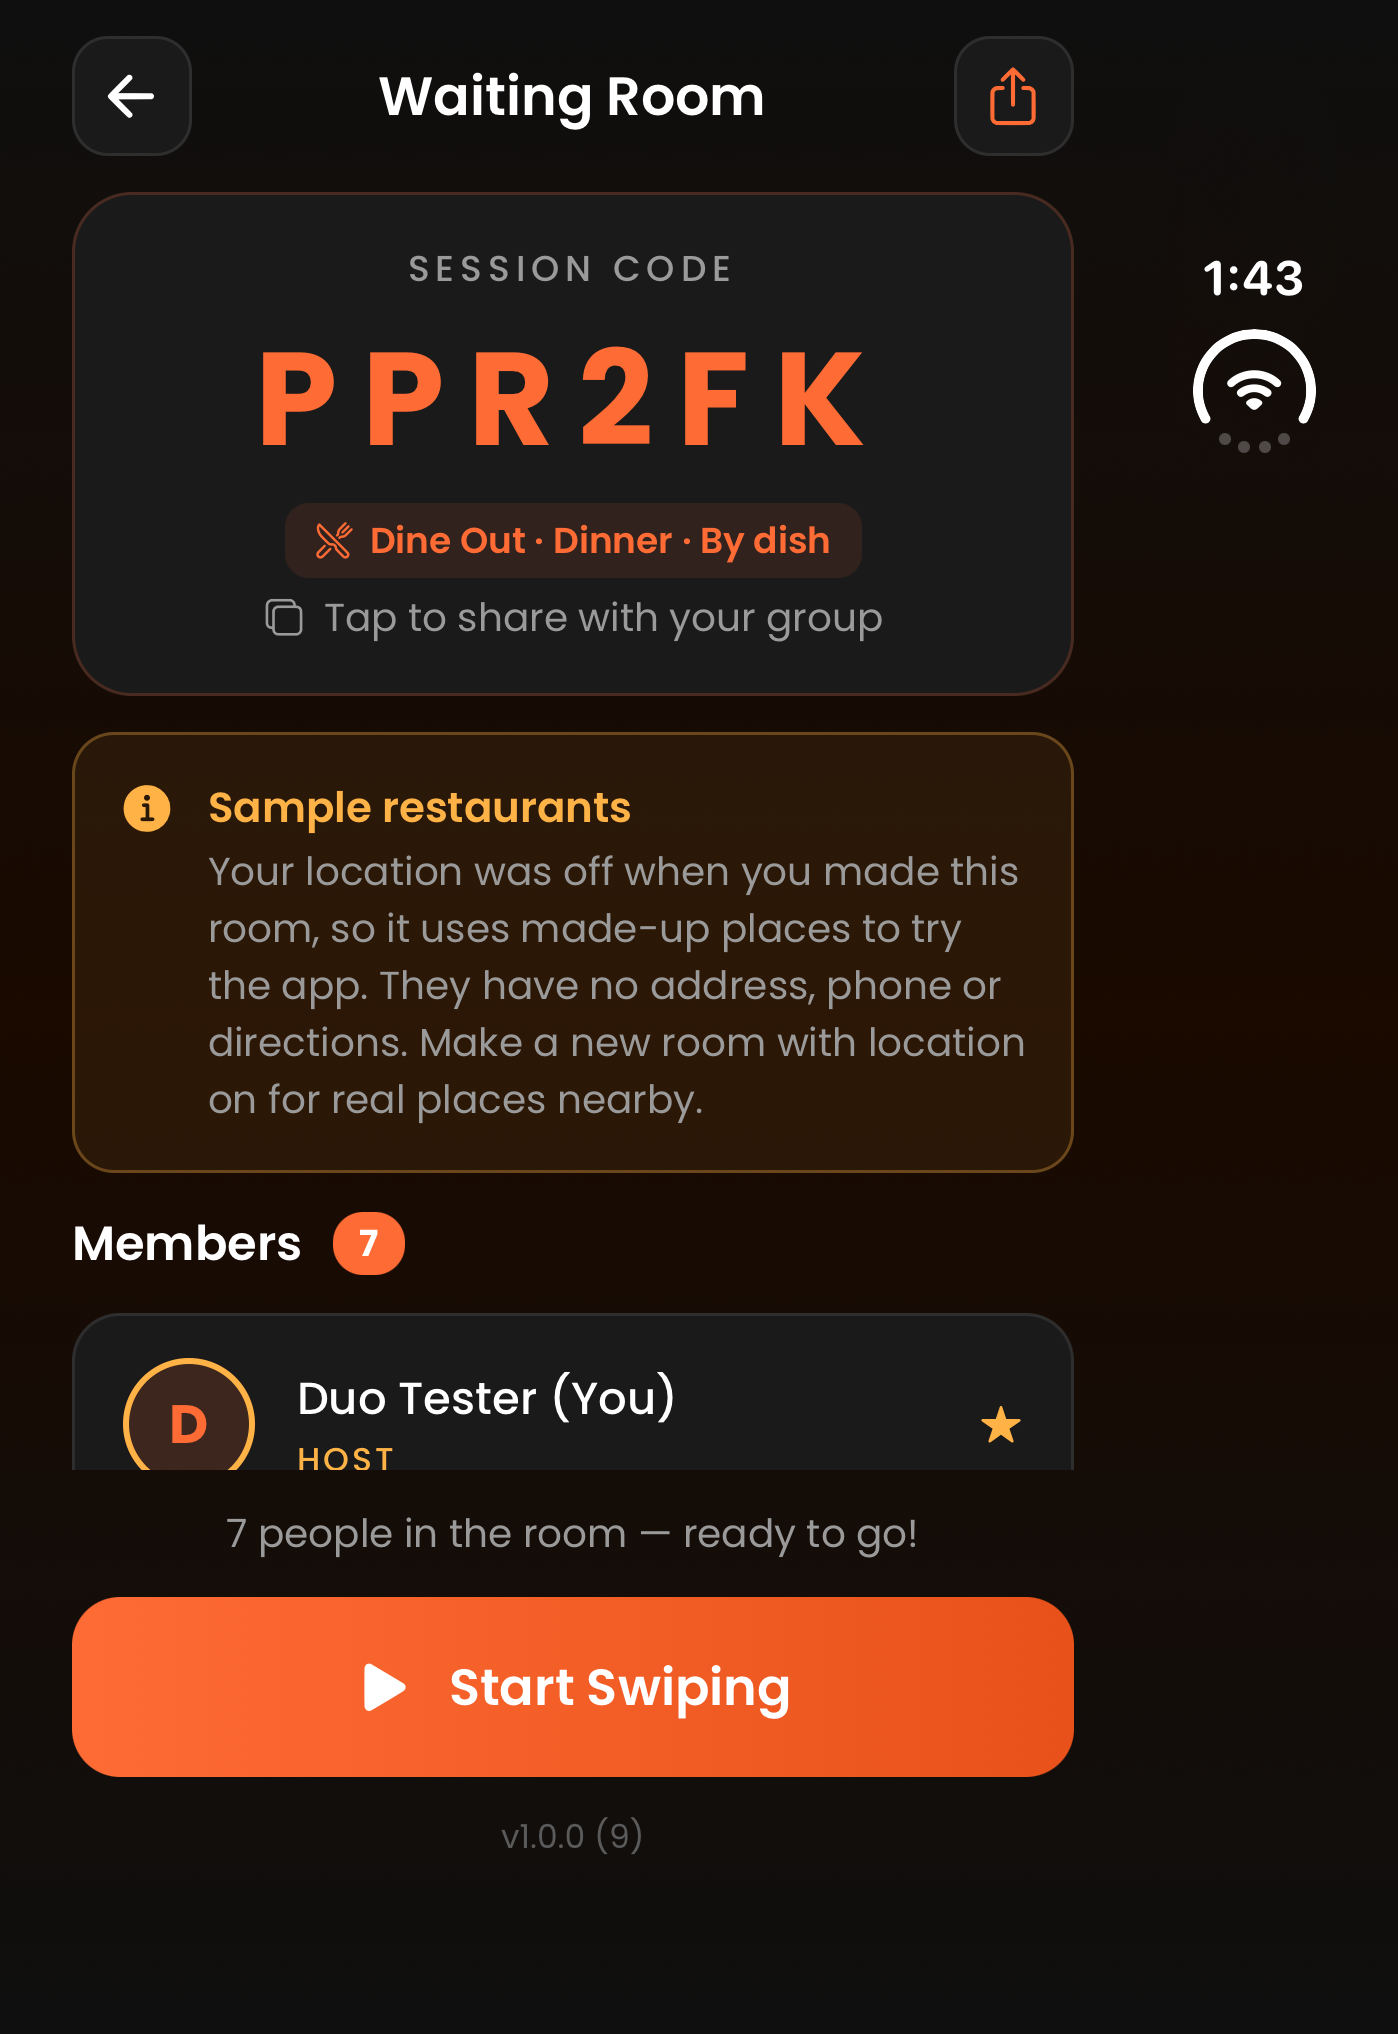 Waiting Room
SESSION CODE
PPR2FK
1:43
Dine Out · Dinner · By dish
Tap to share with your group
Sample restaurants
Your location was off when you made this
room, so it uses made-up places to try
the app. They have no address, phone or
directions. Make a new room with location
on for real places nearby.
Members 7
D
Duo Tester (You)
HOST
7 people in the room — ready to go!
Start Swiping
v1.0.0 (9)